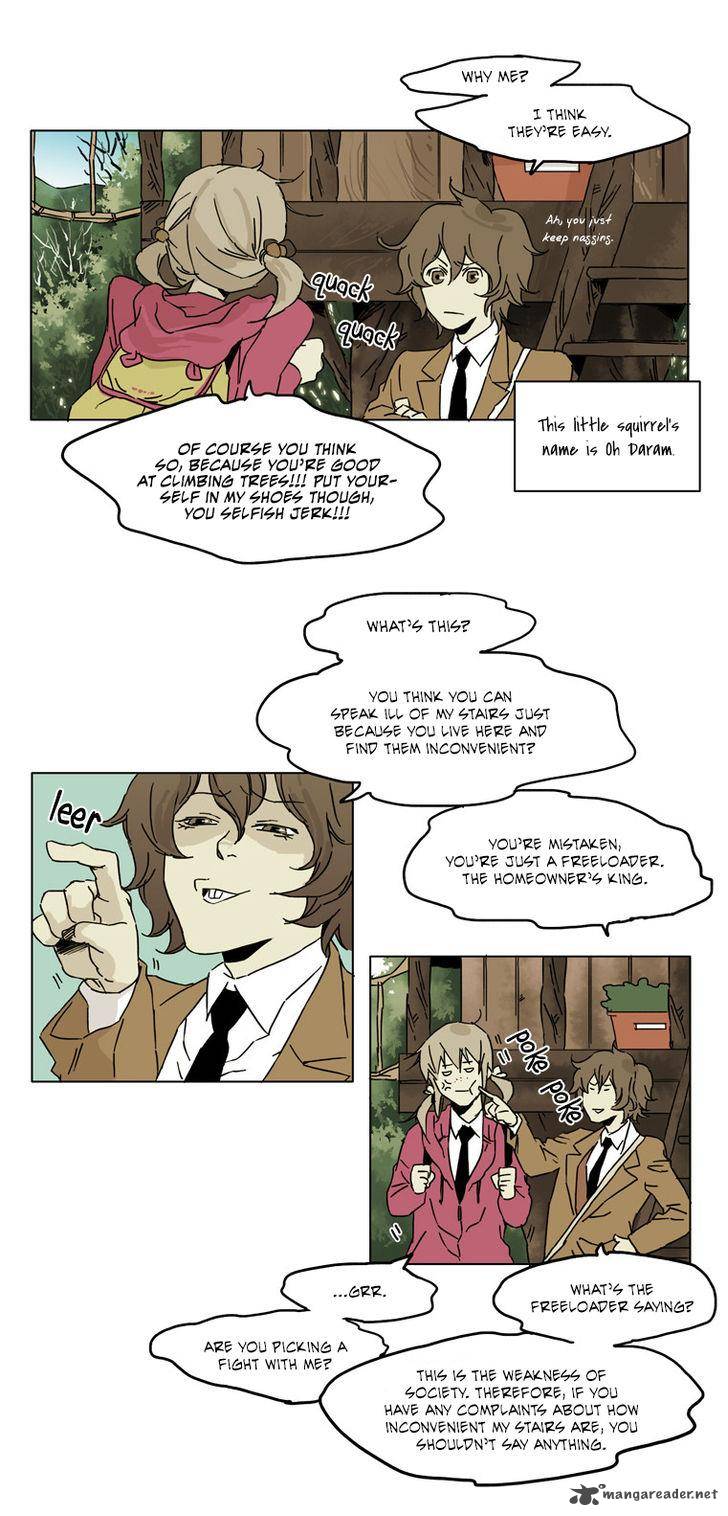 WHY ME?
I THINK
THEY'RE EASY.
Ah, you just
keep nagging.
quack
quack
This little squirrel's
name is Oh Daram.
OF COURSE YOU THINK
SO, BECAUSE YOU'RE GOOD
AT CLIMBING TREES!!! PUT YOUR-
SELF IN MY SHOES THOUGH,
YOU SELFISH JERK!!!
WHAT'S THIS?
YOU THINK YOU CAN
SPEAK ILL OF MY STAIRS JUST
BECAUSE YOU LIVE HERE AND
FIND THEM INCONVENIENT?
leer
YOU'RE MISTAKEN,
YOU'RE JUST A FREELOADER.
THE HOMEOWNER'S KING.
poke poke
...GRR.
ARE YOU PICKING A
FIGHT WITH ME?
WHAT'S THE
FREELOADER SAYING?
THIS IS THE WEAKNESS OF
SOCIETY. THEREFORE, IF YOU
HAVE ANY COMPLAINTS ABOUT HOW
INCONVENIENT MY STAIRS ARE, YOU
SHOULDN'T SAY ANYTHING.
mangareader.net